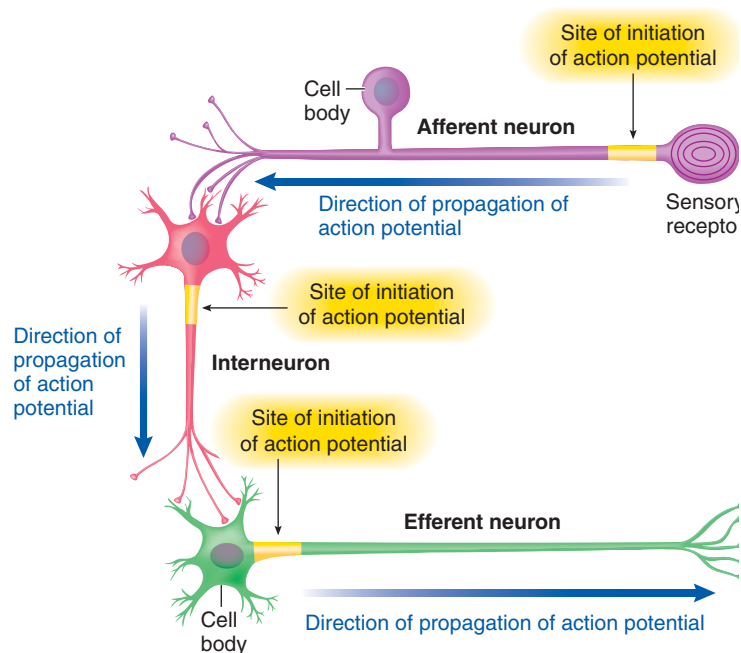 Site of initiation
of action potential
Cell
body
Afferent neuron
Direction of propagation of
action potential
Sensory
recepto
Site of initiation
of action potential
Direction of
propagation
of action
potential
Interneuron
Site of initiation
of action potential
Efferent neuron
Cell
body
Direction of propagation of action potential